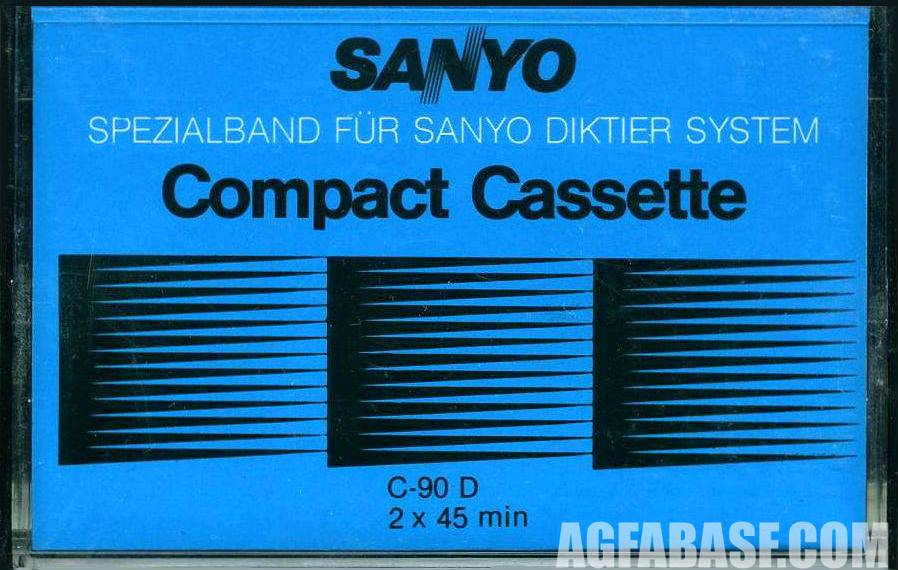 SANYO
SPEZIALBAND FÜR SANYO DIKTIER SYSTEM
Compact Cassette
C-90 D
2 x 45 min
AGFABASE.COM